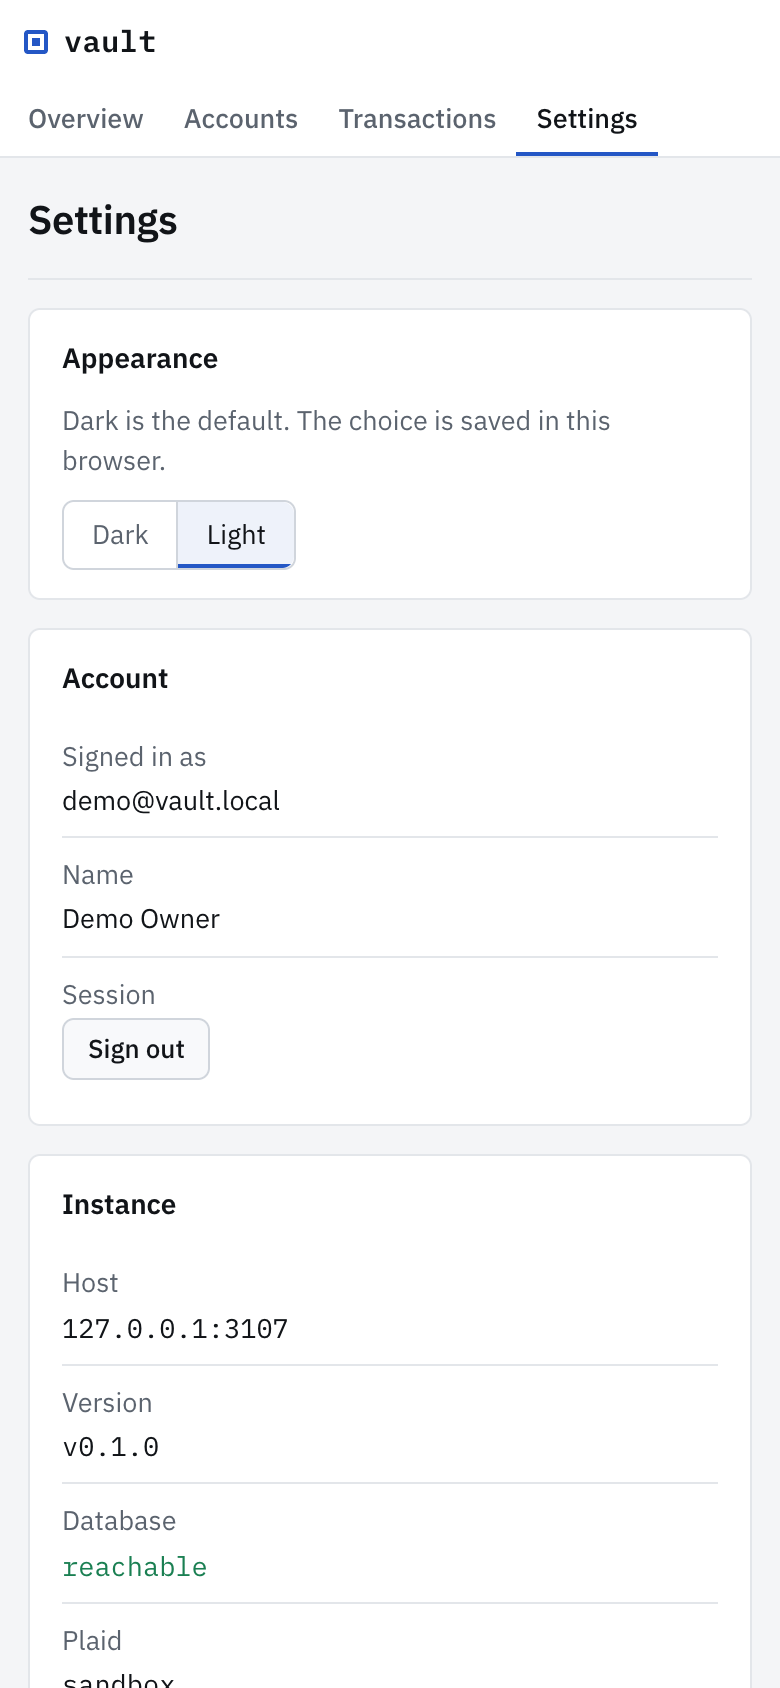 vault
Overview Accounts Transactions Settings
Settings
Appearance
Dark is the default. The choice is saved in this
browser.
Dark Light
Account
Signed in as
demo@vault.local
Name
Demo Owner
Session
Sign out
Instance
Host
127.0.0.1:3107
Version
v0.1.0
Database
reachable
Plaid
sandbox